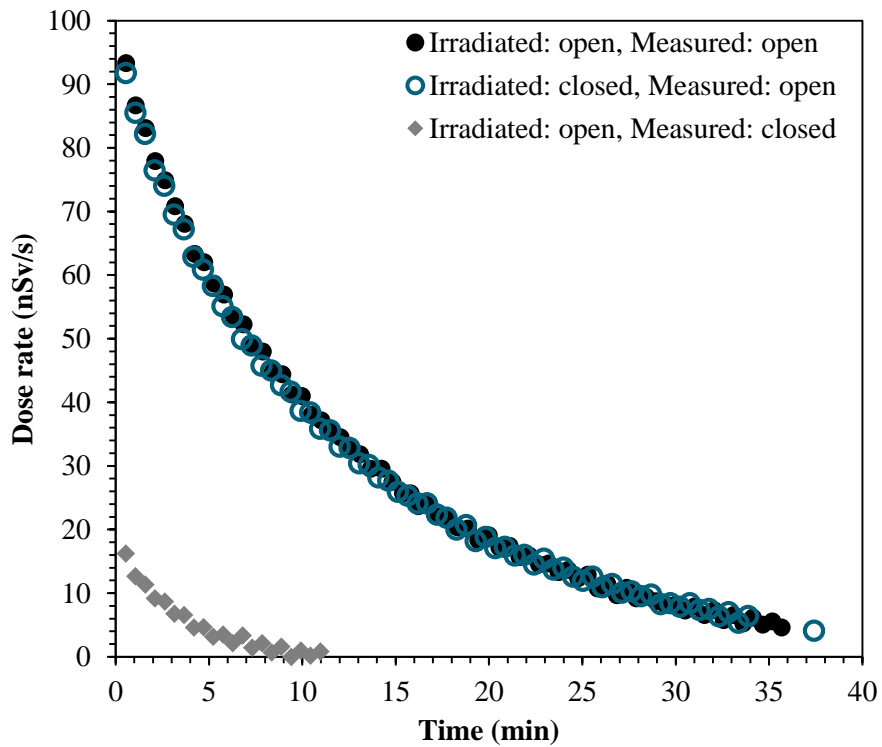 100
90
80
70
60
50
40
30
20
10
0
Dose rate (nSv/s)
Irradiated: open, Measured: open
Irradiated: closed, Measured: open
Irradiated: open, Measured: closed
0 5 10 15 20 25 30 35 40
Time (min)